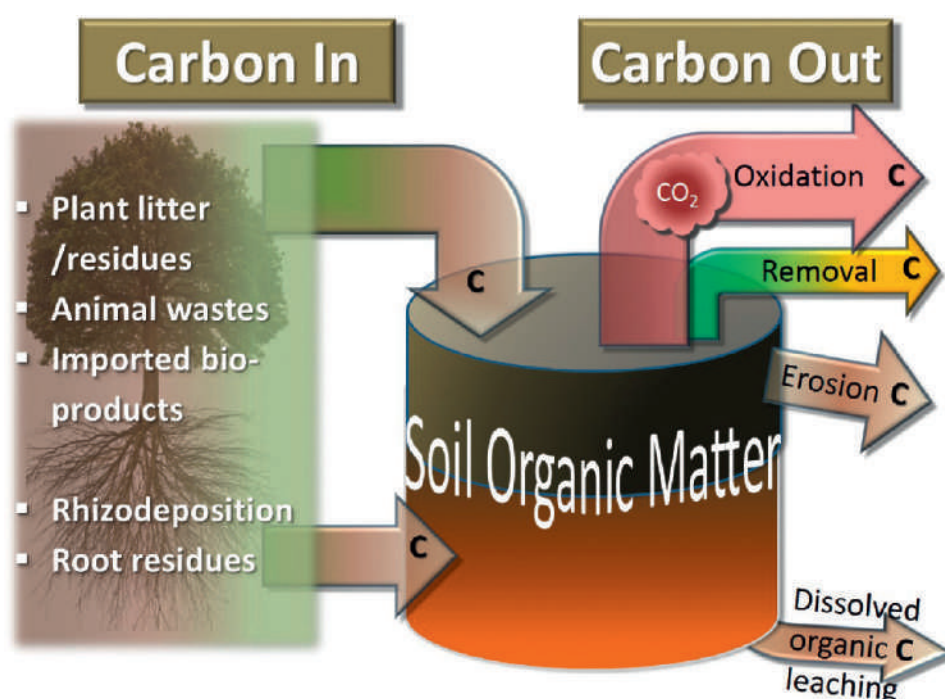 Carbon In
Carbon Out
▪ Plant litter
/residues
▪ Animal wastes
▪ Imported bio-
products
▪ Rhizodeposition
▪ Root residues
C
C
Soil Organic Matter
CO₂
Oxidation C
Removal C
Erosion C
Dissolved
organic C
leaching